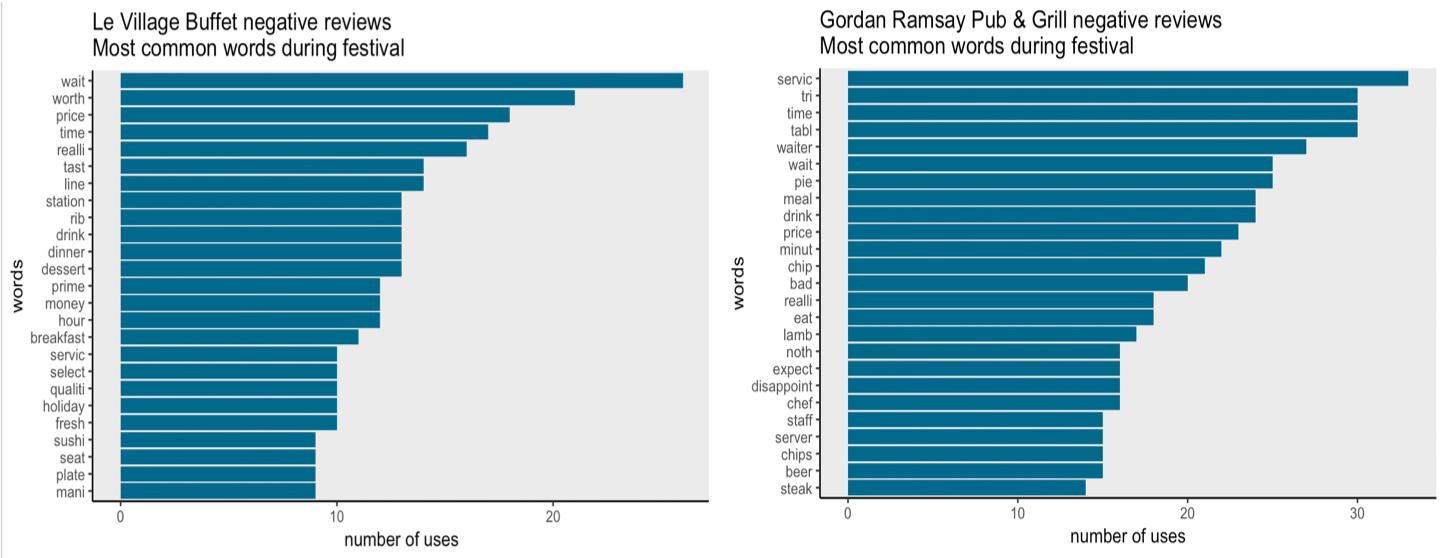 Le Village Buffet negative reviews
Most common words during festival
words
wait
worth
price
time
realli
tast
line
station
rib
drink
dinner
dessert
prime
money
hour
breakfast
servic
select
qualiti
holiday
fresh
sushi
seat
plate
mani
0 10 20
number of uses
Gordan Ramsay Pub & Grill negative reviews
Most common words during festival
words
servic
tri
time
tabl
waiter
wait
pie
meal
drink
price
minut
chip
bad
realli
eat
lamb
noth
expect
disappoint
chef
staff
server
chips
beer
steak
0 10 20 30
number of uses